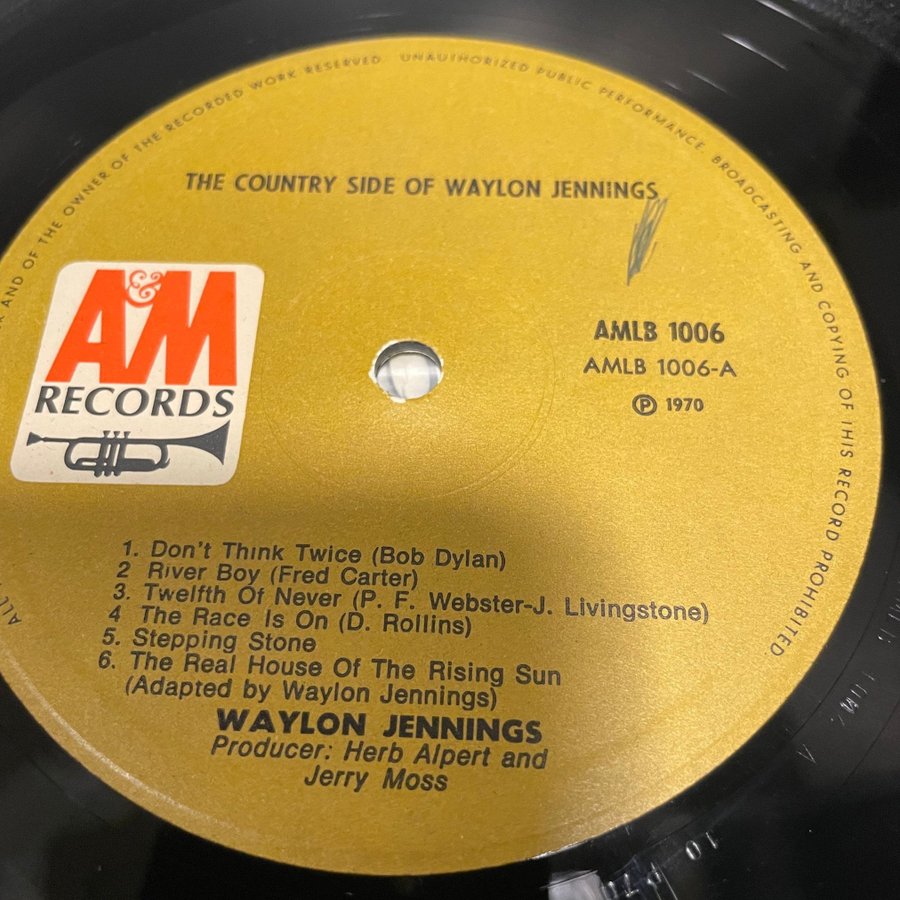 THE COUNTRY SIDE OF WAYLON JENNINGS
A&M
RECORDS
AMLB 1006
AMLB 1006-A
Ⓟ 1970
1. Don't Think Twice (Bob Dylan)
2 River Boy (Fred Carter)
3. Twelfth Of Never (P. F. Webster-J. Livingstone)
4 The Race Is On (D. Rollins)
5. Stepping Stone
6. The Real House Of The Rising Sun
(Adapted by Waylon Jennings)
WAYLON JENNINGS
Producer: Herb Alpert and
Jerry Moss
ALL
AND OF THE OWNER OF THE RECORDED WORK RESERVED. UNAUTHORIZED PUBLIC PERFORMANCE, BROADCASTING AND COPYING OF THIS RECORD PROHIBITED